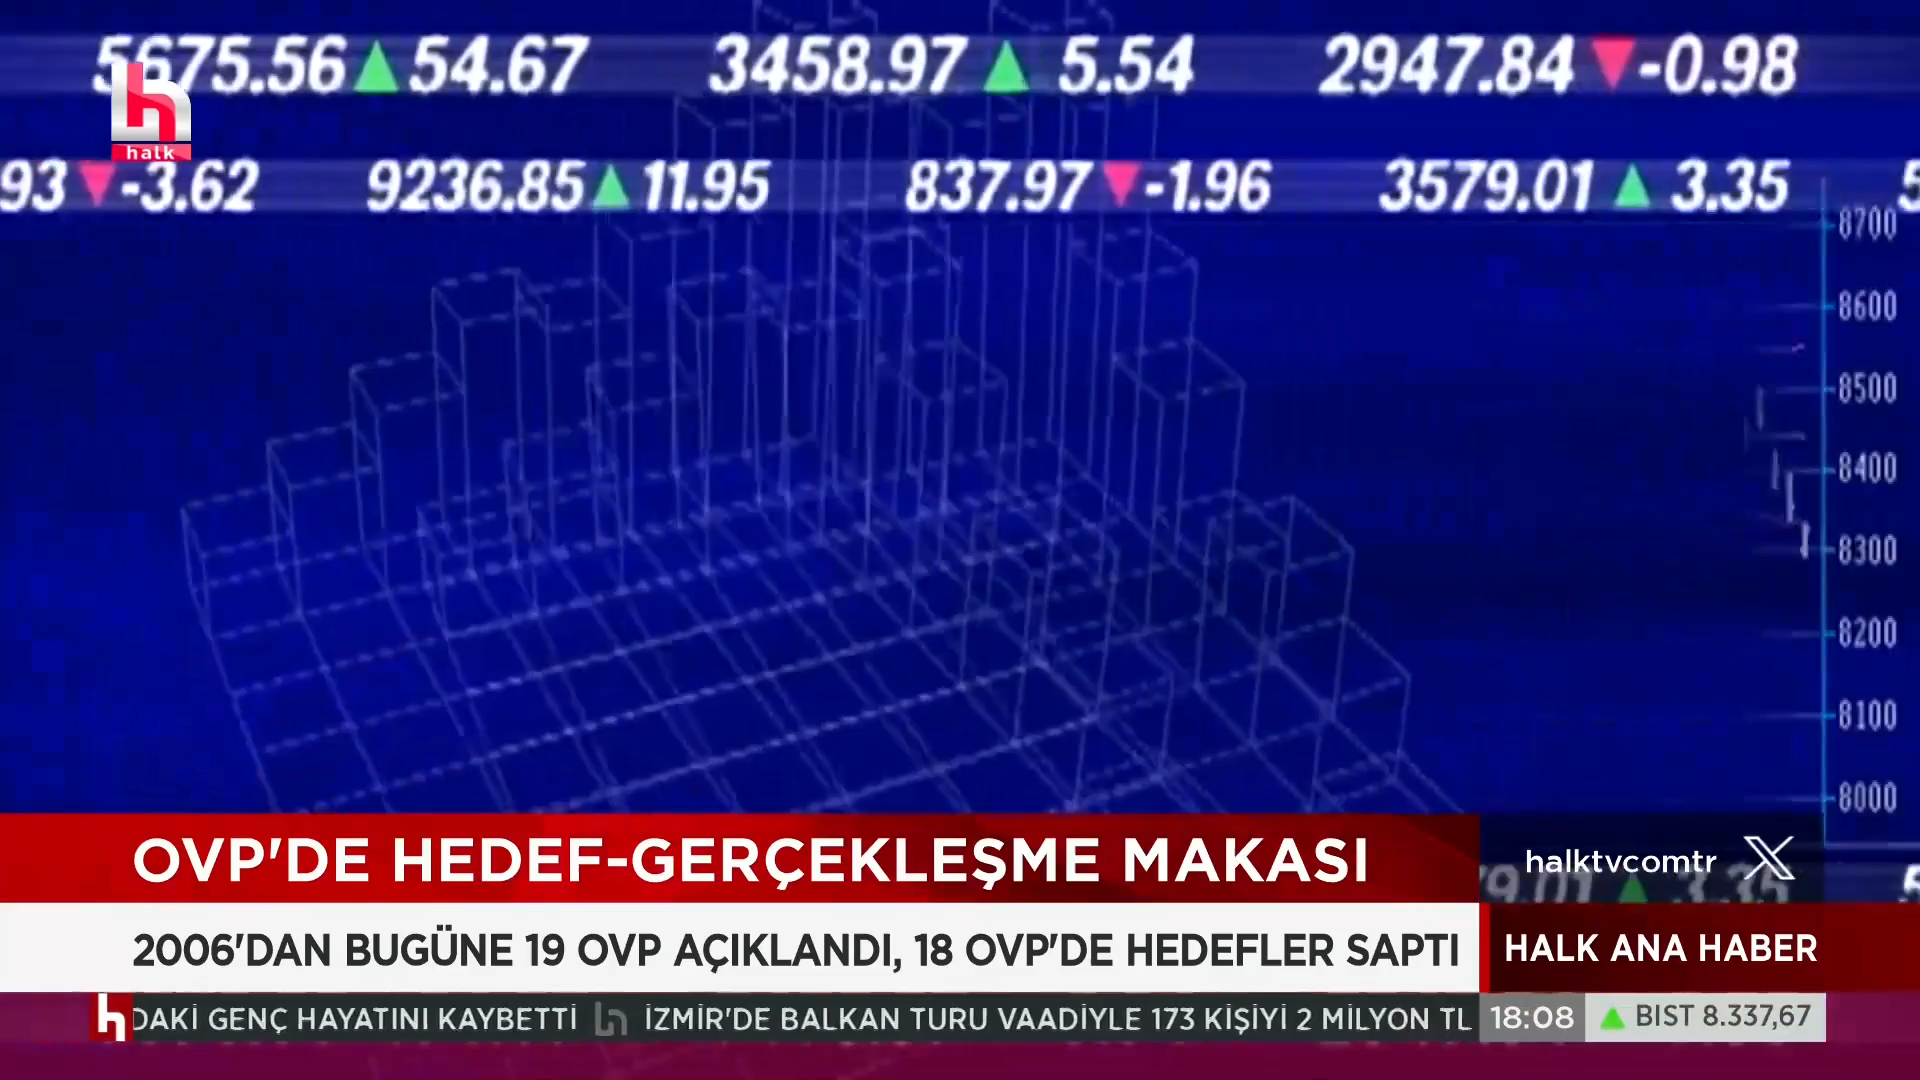 5675.56 ▲ 54.67 3458.97 ▲ 5.54 2947.84 ▼ -0.98
halk
93 ▼ -3.62 9236.85 ▲ 11.95 837.97 ▼ -1.96 3579.01 ▲ 3.35
8700
8600
8500
8400
8300
8200
8100
8000
OVP'DE HEDEF-GERÇEKLEŞME MAKASI
halktvcomtr X
79.01 ▲ 3.35
2006'DAN BUGÜNE 19 OVP AÇIKLANDI, 18 OVP'DE HEDEFLER SAPTI
HALK ANA HABER
DAKİ GENÇ HAYATINI KAYBETTİ İZMİR'DE BALKAN TURU VAADİYLE 173 KİŞİYİ 2 MİLYON TL
18:08 ▲ BIST 8.337,67